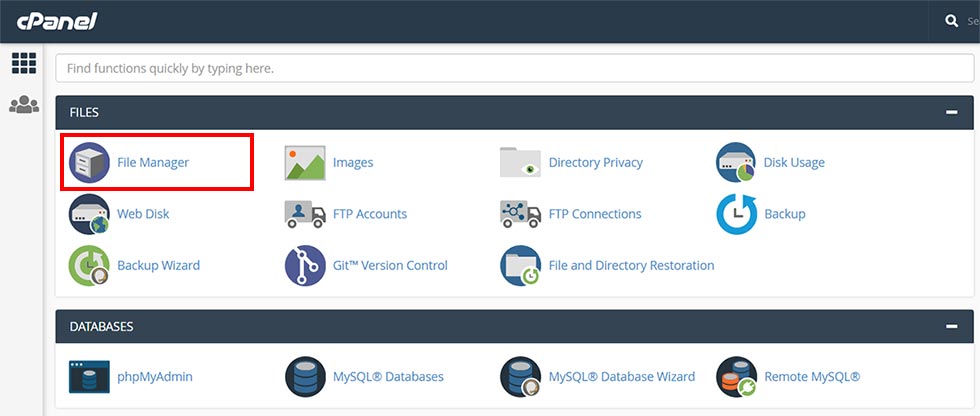 cPanel
Se
Find functions quickly by typing here.
FILES
File Manager
Images
Directory Privacy
Disk Usage
Web Disk
FTP Accounts
FTP Connections
Backup
Backup Wizard
Git™ Version Control
File and Directory Restoration
DATABASES
phpMyAdmin
MySQL® Databases
MySQL® Database Wizard
Remote MySQL®